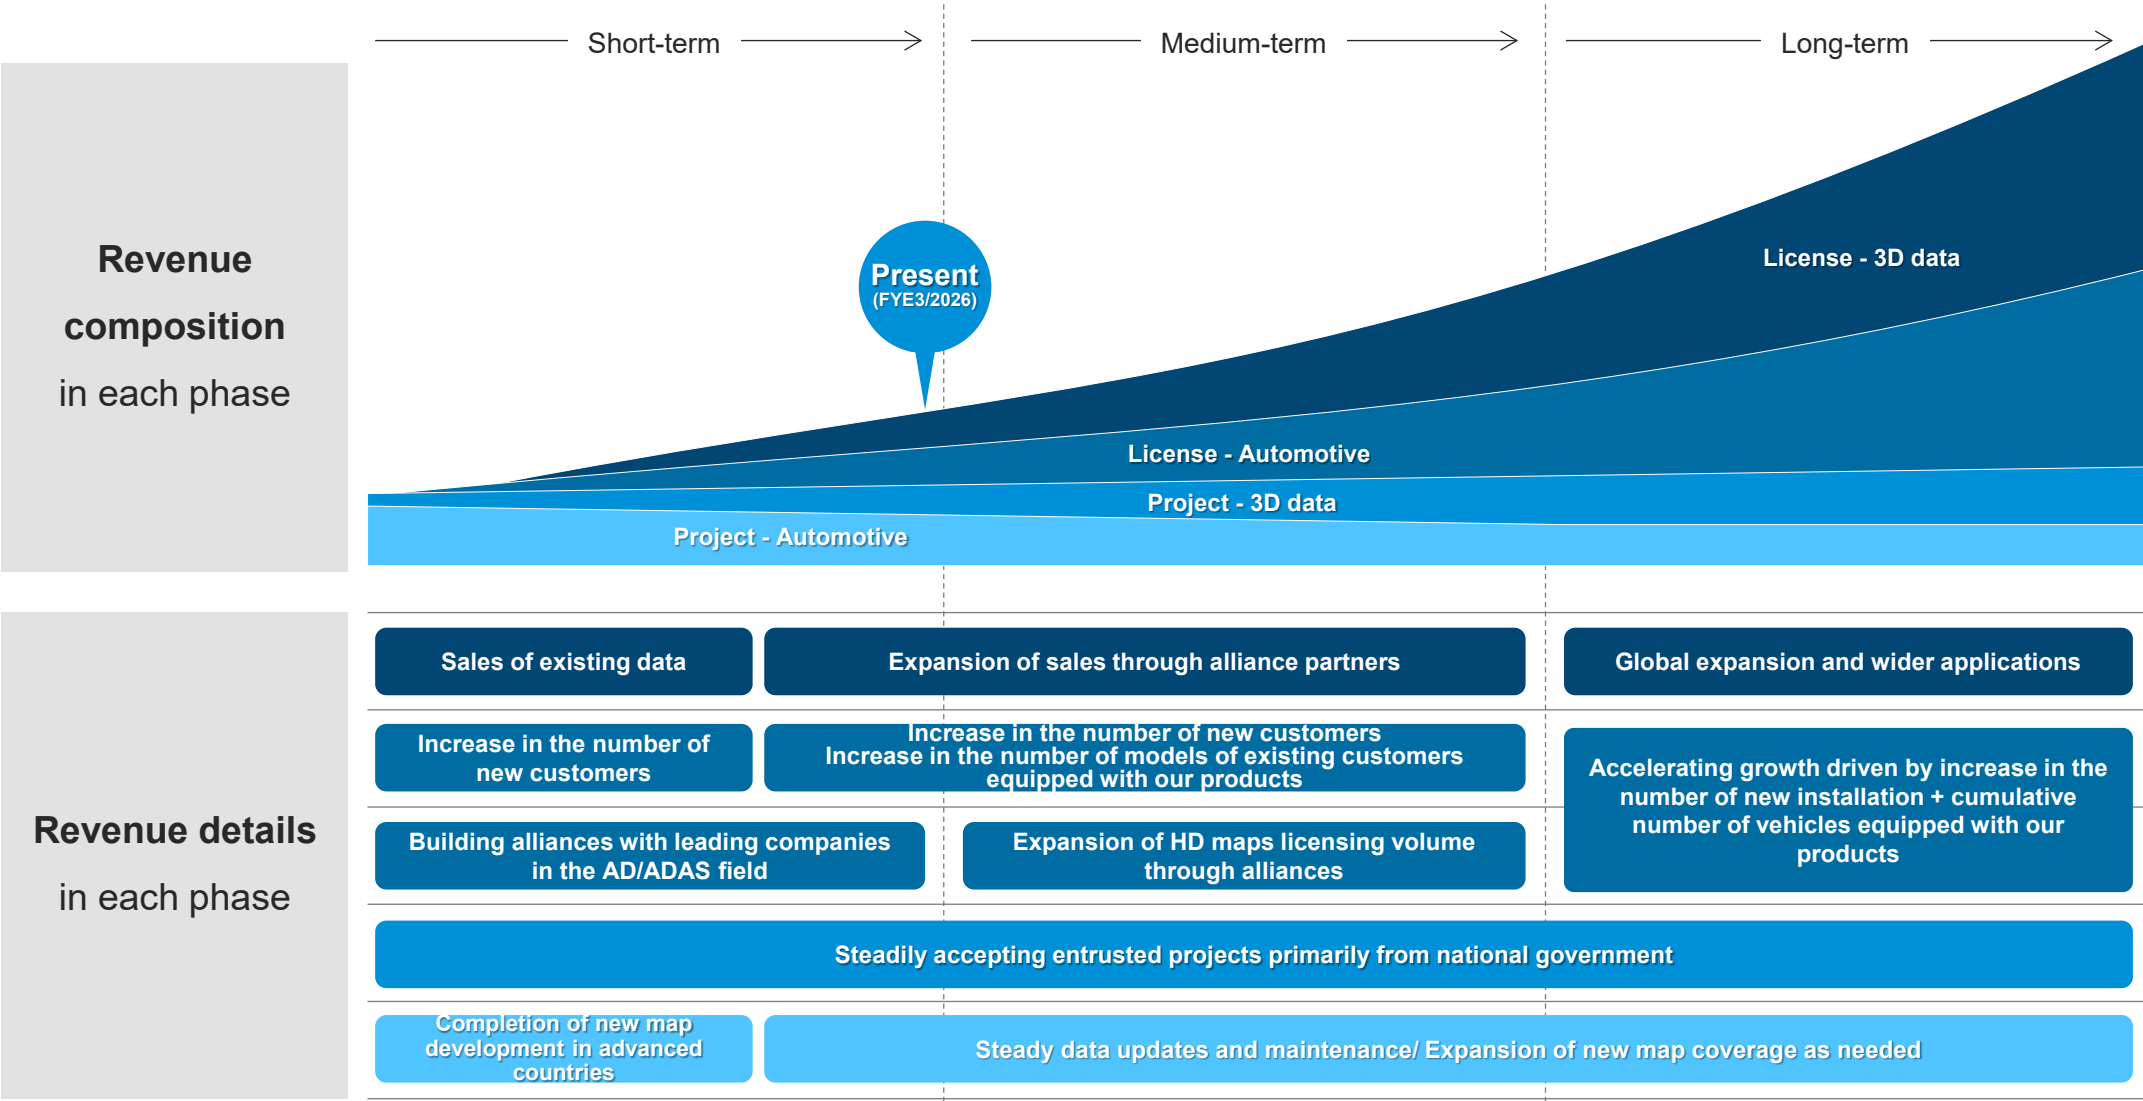 Short-term
Medium-term
Long-term
Revenue
composition
in each phase
Present
(FYE3/2026)
License - 3D data
License - Automotive
Project - 3D data
Project - Automotive
Revenue details
in each phase
Sales of existing data
Expansion of sales through alliance partners
Global expansion and wider applications
Increase in the number of
new customers
Increase in the number of new customers
Increase in the number of models of existing customers
equipped with our products
Accelerating growth driven by increase in the
number of new installation + cumulative
number of vehicles equipped with our
products
Building alliances with leading companies
in the AD/ADAS field
Expansion of HD maps licensing volume
through alliances
Steadily accepting entrusted projects primarily from national government
Completion of new map
development in advanced
countries
Steady data updates and maintenance/ Expansion of new map coverage as needed